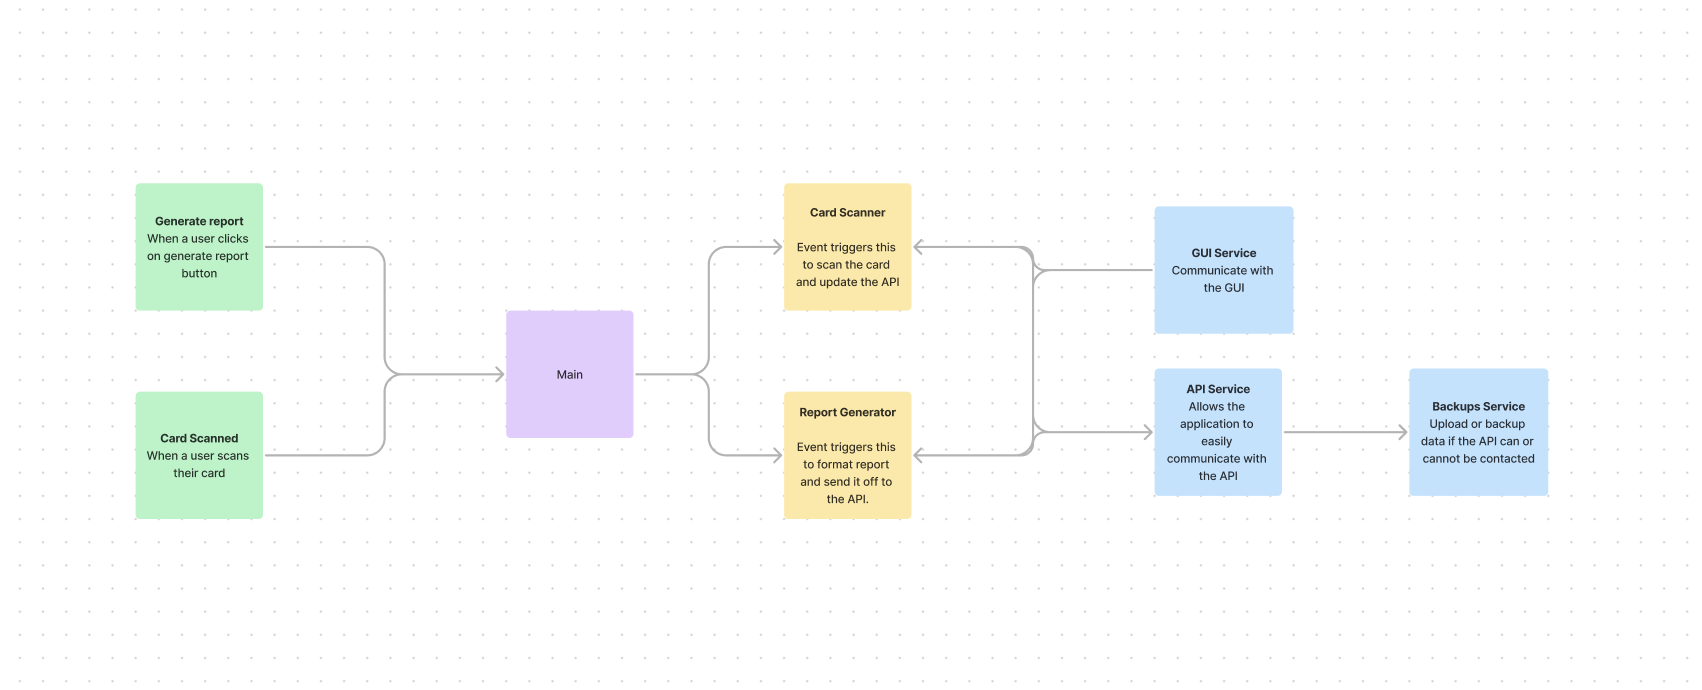 Generate report
When a user clicks
on generate report
button
Card Scanned
When a user scans
their card
Main
Card Scanner
Event triggers this
to scan the card
and update the API
Report Generator
Event triggers this
to format report
and send it off to
the API.
GUI Service
Communicate with
the GUI
API Service
Allows the
application to
easily
communicate with
the API
Backups Service
Upload or backup
data if the API can or
cannot be contacted